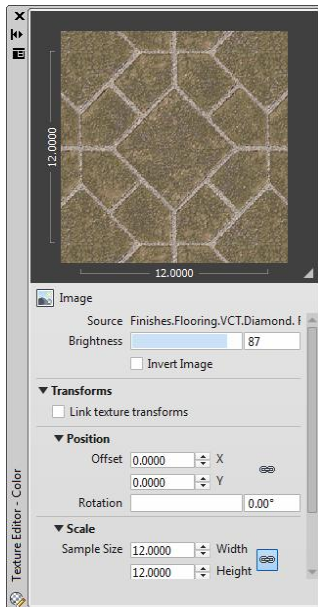 12.0000
12.0000
Image
Source Finishes.Flooring.VCT.Diamond.
Brightness 87
Invert Image
Transforms
Link texture transforms
Position
Offset 0.0000 X
0.0000 Y
Rotation 0.00°
Scale
Sample Size 12.0000 Width
12.0000 Height
Texture Editor - Color